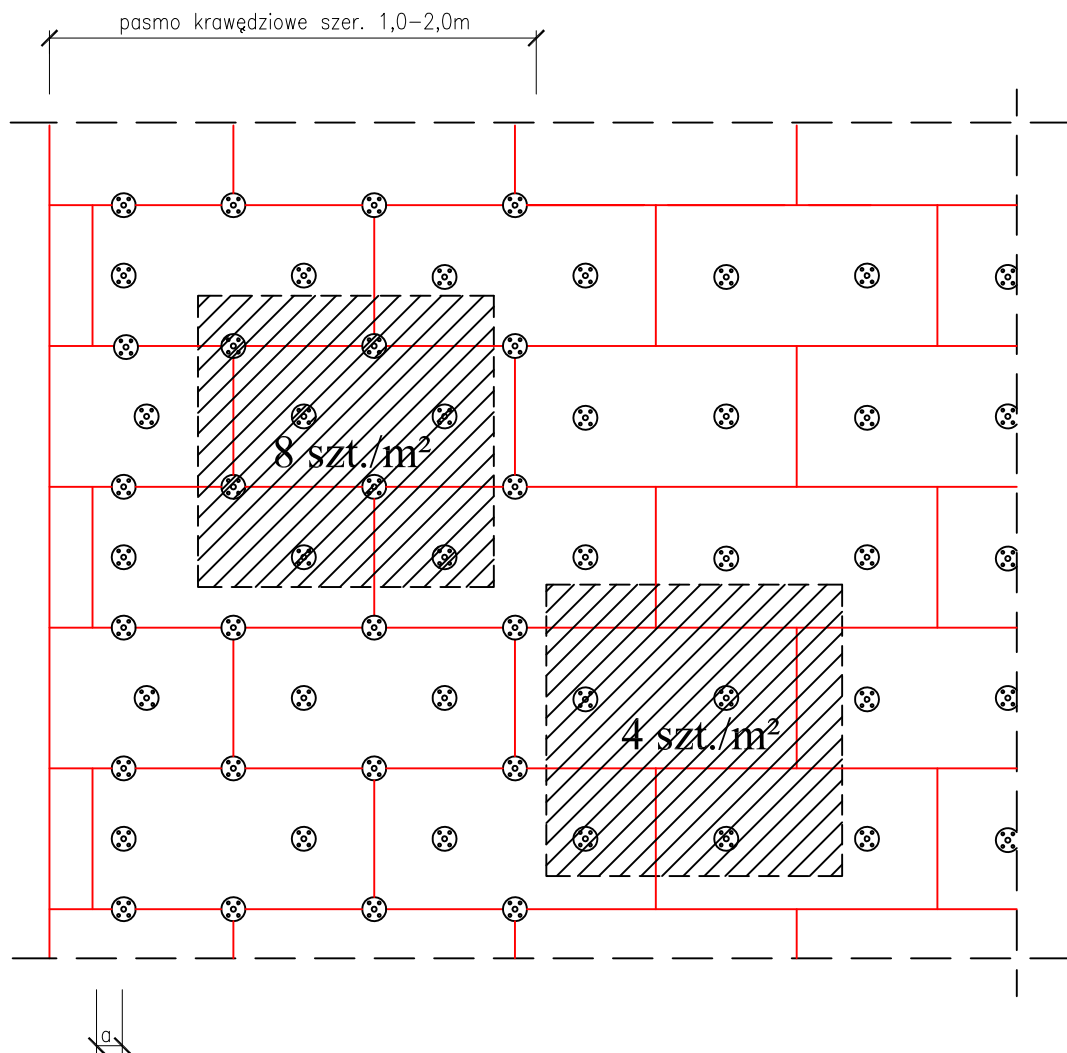 pasmo krawędziowe szer. 1,0-2,0m
8 szt./m²
4 szt./m²
a